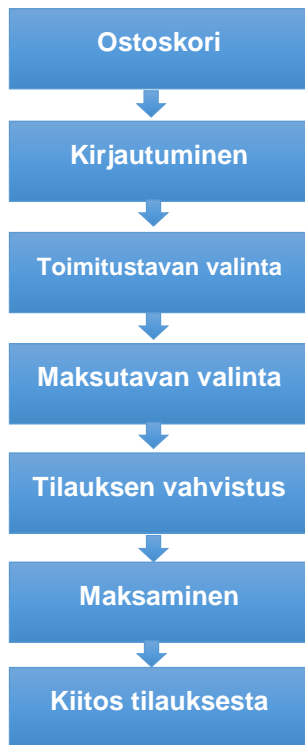 Ostoskori
Kirjautuminen
Toimitustavan valinta
Maksutavan valinta
Tilauksen vahvistus
Maksaminen
Kiitos tilauksesta